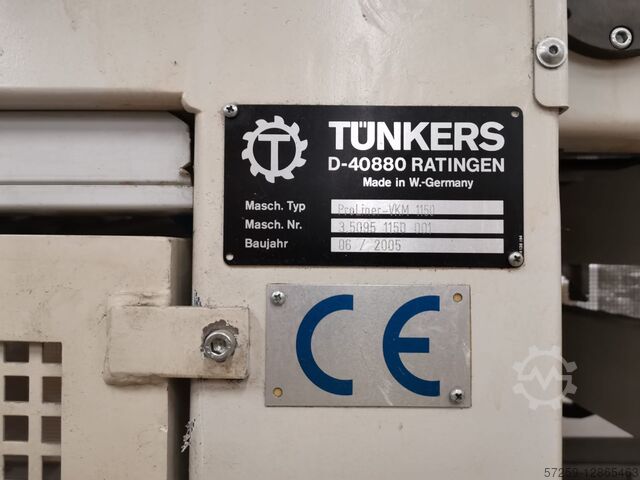 TÜNKERS
D-40880 RATINGEN
Made in W.-Germany
Masch. Typ ProLiner-VKM 1150
Masch. Nr. 3.5095 1150 001
Baujahr 06 / 2005
CE
57259-12865463